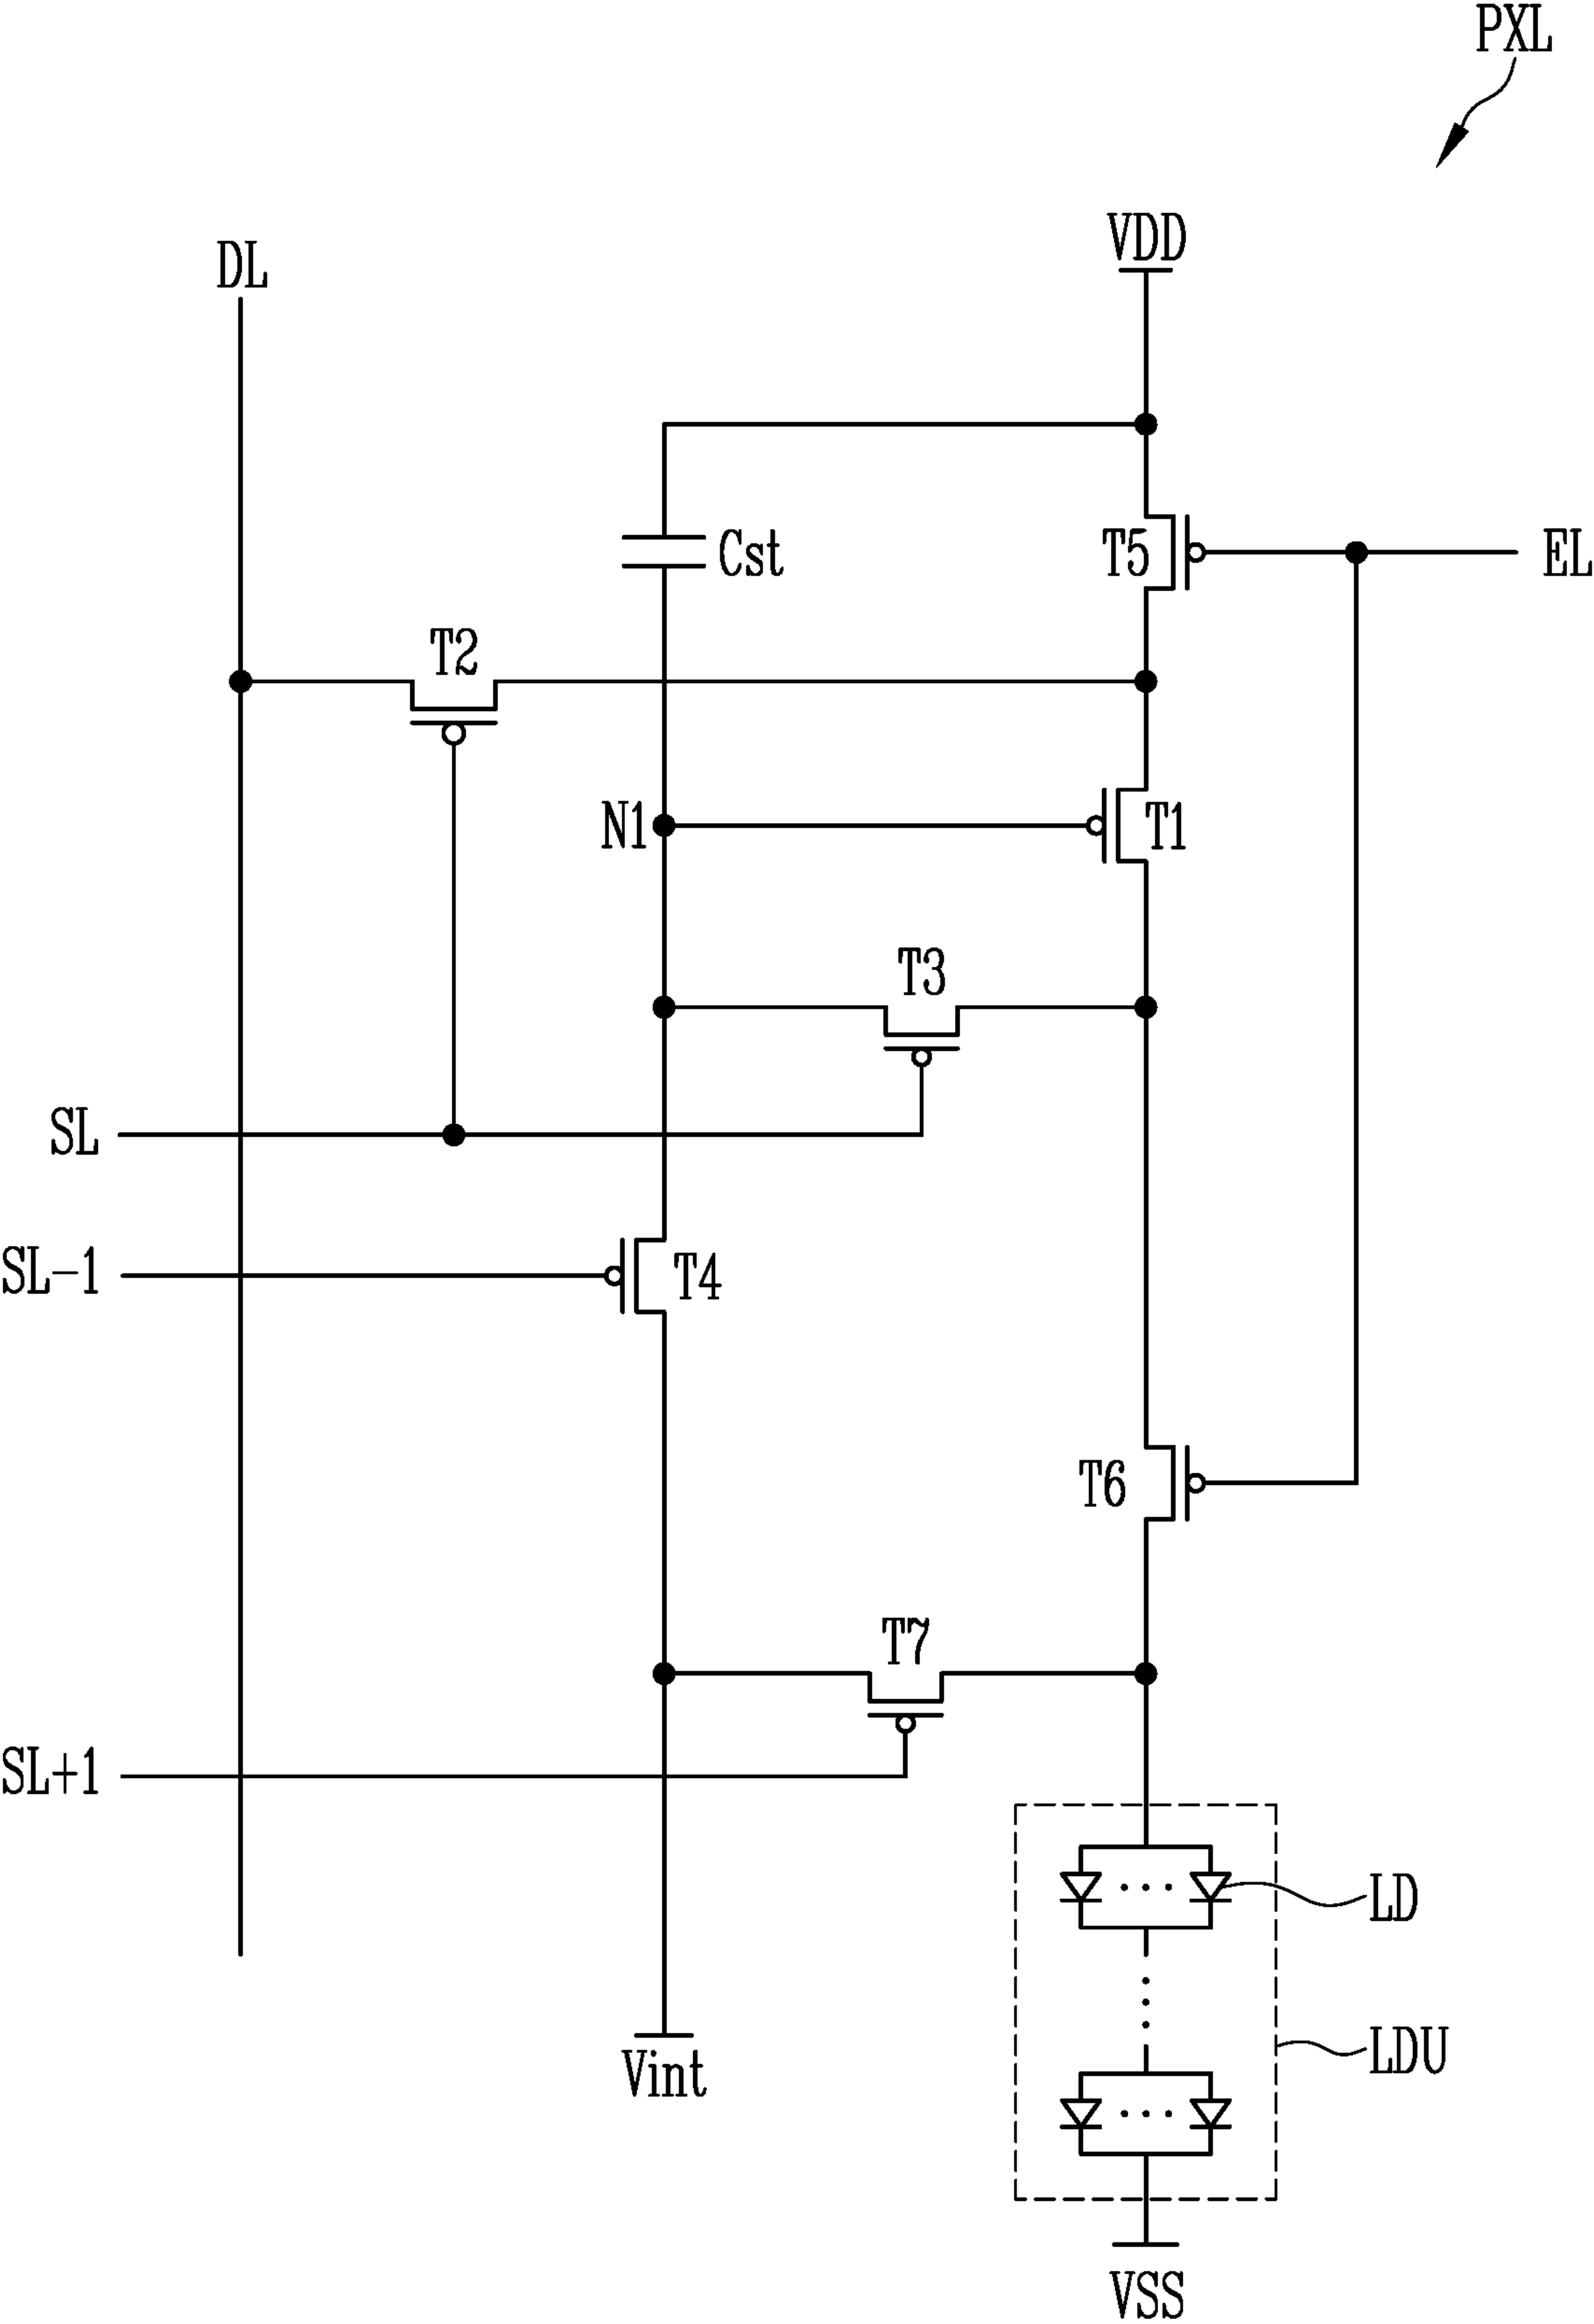 PXL
VDD
DL
Cst
T5
EL
T2
N1
T1
T3
SL
SL-1
T4
T6
T7
SL+1
LD
LDU
Vint
VSS